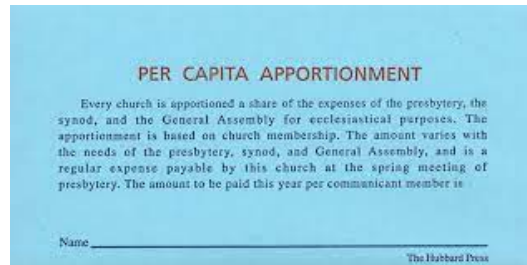 PER CAPITA APPORTIONMENT
Every church is apportioned a share of the expenses of the presbytery, the
synod, and the General Assembly for ecclesiastical purposes. The
apportionment is based on church membership. The amount varies with
the needs of the presbytery, synod, and General Assembly, and is a
regular expense payable by this church at the spring meeting of
presbytery. The amount to be paid this year per communicant member is
Name
The Hubbard Press